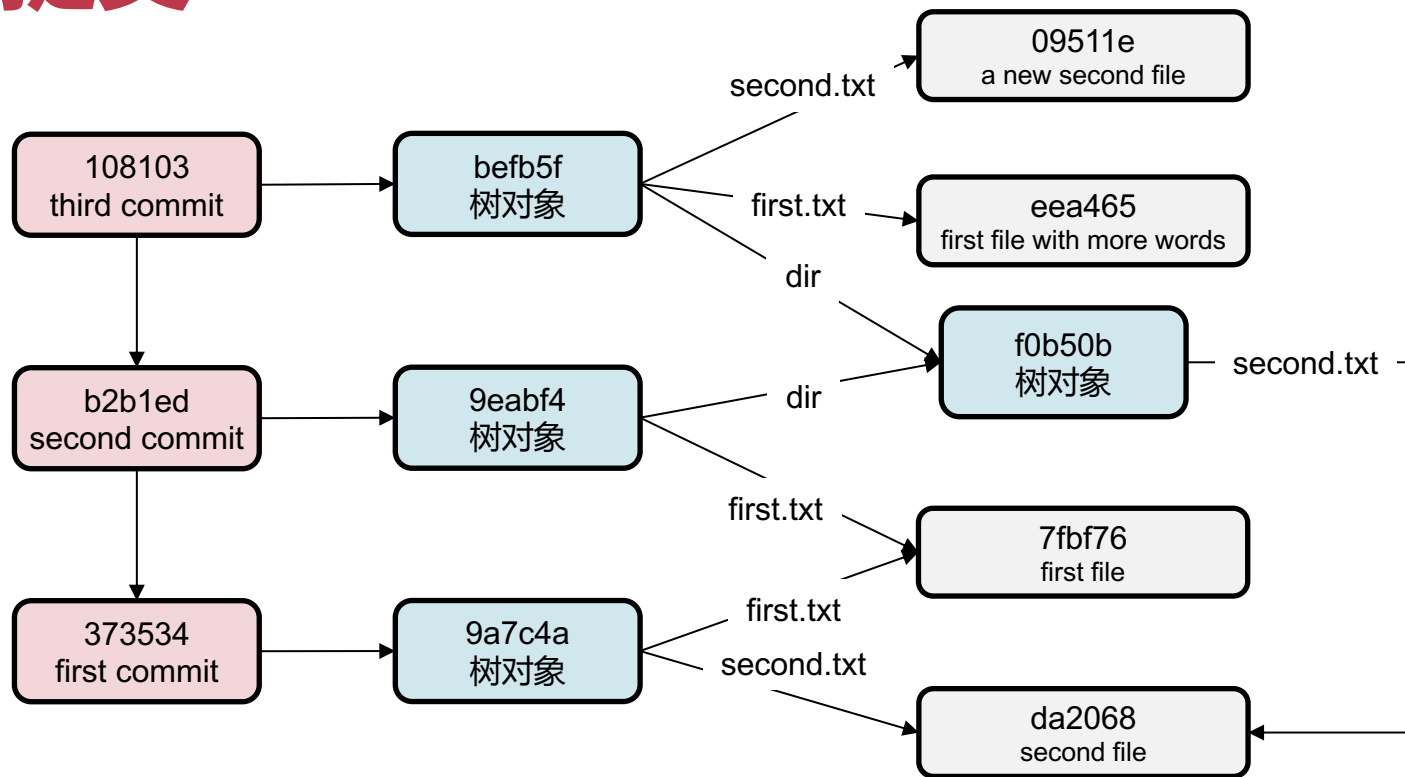 second.txt
09511e
a new second file
108103
third commit
befb5f
树对象
first.txt
eea465
first file with more words
dir
f0b50b
树对象
second.txt
b2b1ed
second commit
9eabf4
树对象
dir
first.txt
7fbf76
first file
373534
first commit
9a7c4a
树对象
first.txt
second.txt
da2068
second file